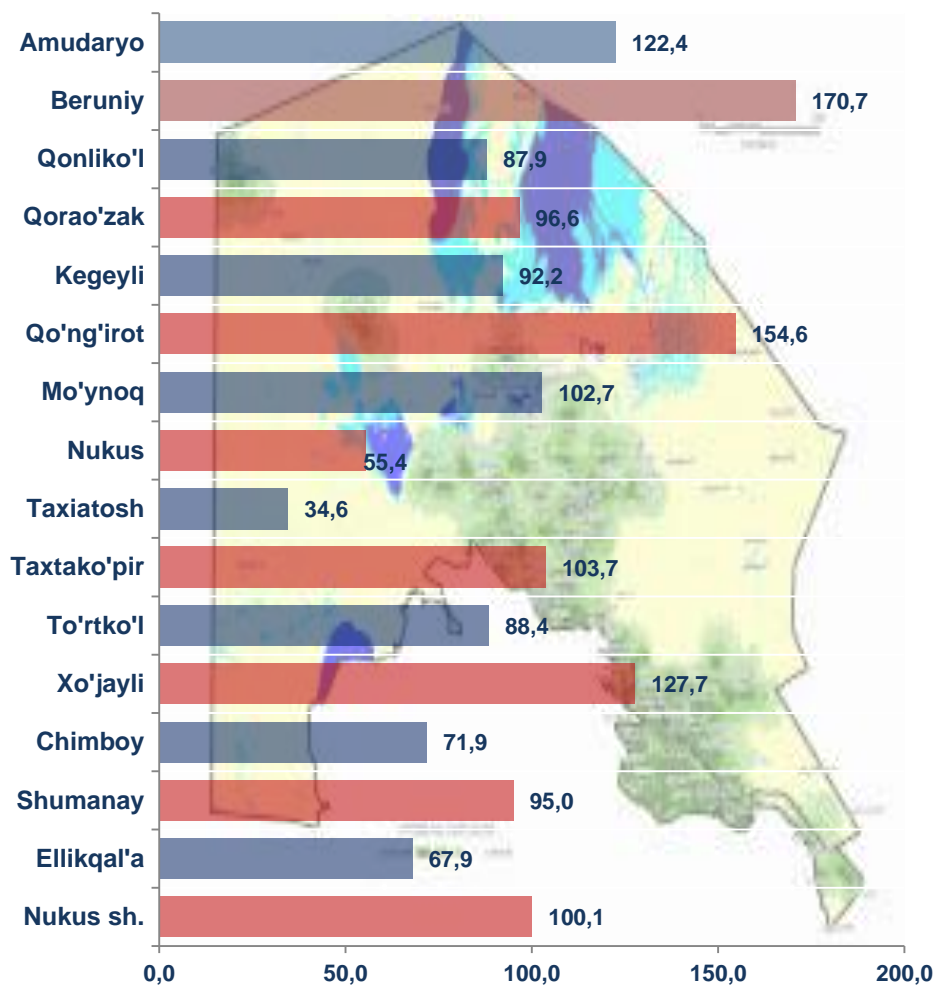 Amudaryo 122,4
Beruniy 170,7
Qonliko'l 87,9
Qorao'zak 96,6
Kegeyli 92,2
Qo'ng'irot 154,6
Mo'ynoq 102,7
Nukus 55,4
Taxiatosh 34,6
Taxtako'pir 103,7
To'rtko'l 88,4
Xo'jayli 127,7
Chimboy 71,9
Shumanay 95,0
Ellikqal'a 67,9
Nukus sh. 100,1
0,0 50,0 100,0 150,0 200,0